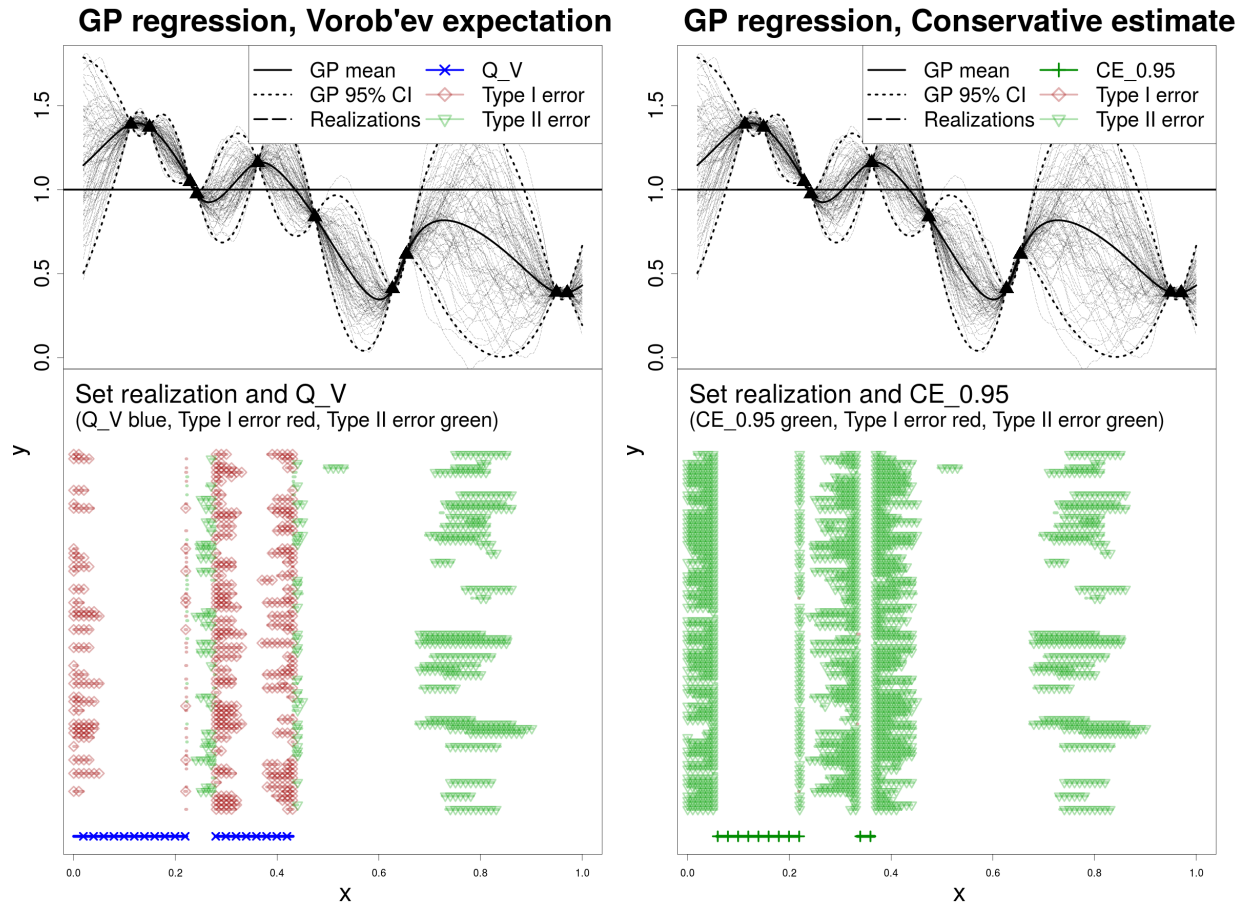 GP regression, Vorob'ev expectation
GP mean
GP 95% CI
Realizations
Q_V
Type I error
Type II error
1.5
1.0
0.5
0.0
Set realization and Q_V
(Q_V blue, Type I error red, Type II error green)
y
0.0 0.2 0.4 0.6 0.8 1.0
x
GP regression, Conservative estimate
GP mean
GP 95% CI
Realizations
CE_0.95
Type I error
Type II error
1.5
1.0
0.5
0.0
Set realization and CE_0.95
(CE_0.95 green, Type I error red, Type II error green)
y
0.0 0.2 0.4 0.6 0.8 1.0
x